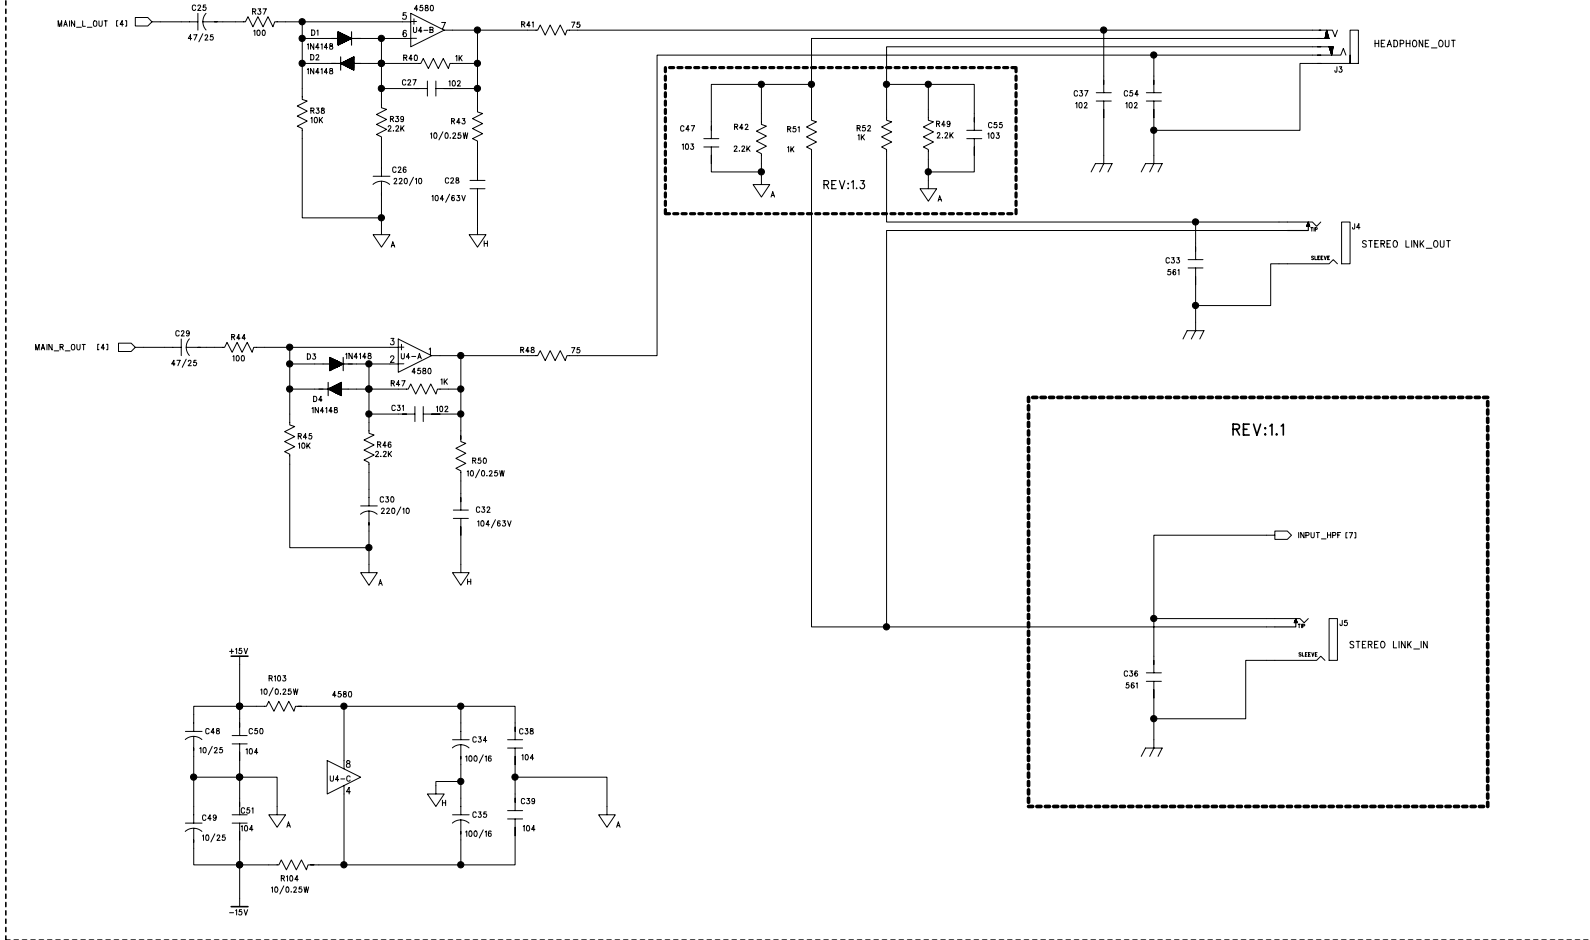 MAIN_L_OUT [4]
C25
47/25
R37
100
D1
1N4148
D2
1N4148
5
6
4580
U4-B
7
R40 1K
C27 102
R38
10K
R39
2.2K
C26
220/10
A
R43
10/0.25W
C28
104/63V
H
R41 75
C47
103
R42
2.2K
A
R51
1K
R52
1K
R49
2.2K
A
C55
103
REV:1.3
C37
102
C54
102
J3
HEADPHONE_OUT
C33
561
TIP
SLEEVE
J4
STEREO LINK_OUT
MAIN_R_OUT [4]
C29
47/25
R44
100
D3 1N4148
D4
1N4148
3
2
U4-A
1
4580
R47 1K
C31 102
R45
10K
R46
2.2K
C30
220/10
A
R50
10/0.25W
C32
104/63V
H
R48 75
REV:1.1
INPUT_HPF [7]
TIP
SLEEVE
J5
STEREO LINK_IN
C36
561
+15V
R103
10/0.25W
4580
C48
10/25
C50
104
8
U4-C
4
C34
100/16
C38
104
H
C49
10/25
C51
104
A
C35
100/16
C39
104
A
R104
10/0.25W
-15V